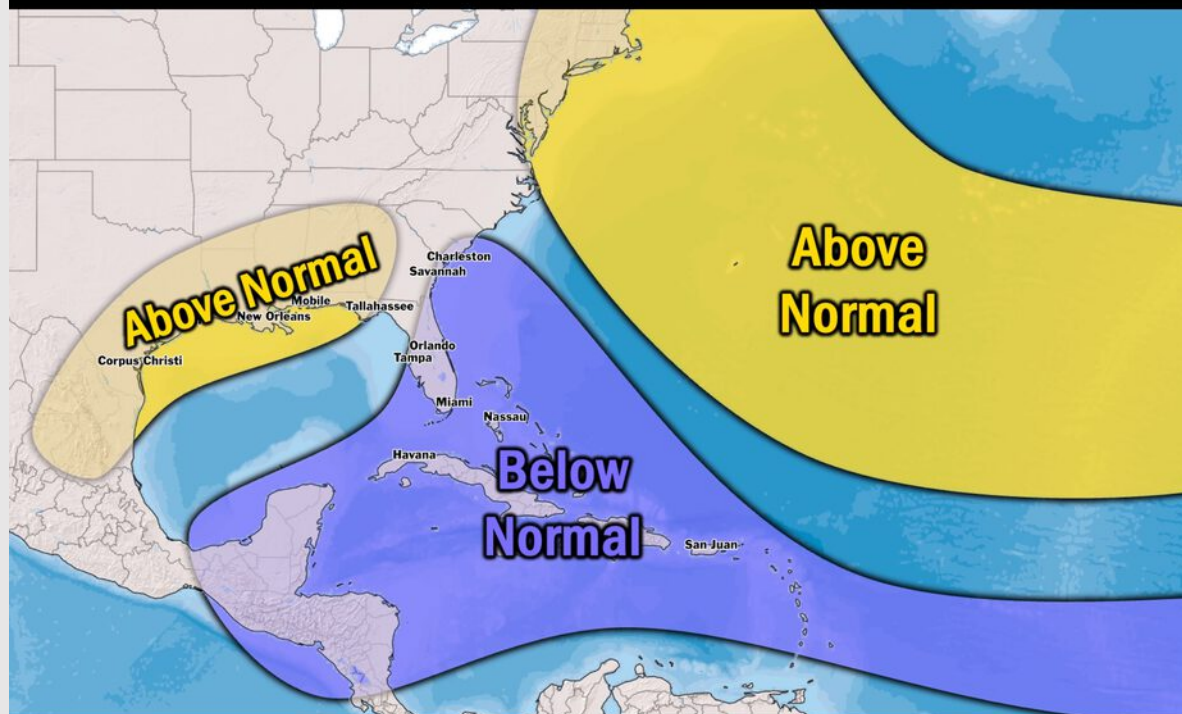 Above Normal
Above
Normal
Charleston
Savannah
Mobile
New Orleans
Tallahassee
Corpus Christi
Orlando
Tampa
Miami
Nassau
Havana
Below
Normal
San Juan